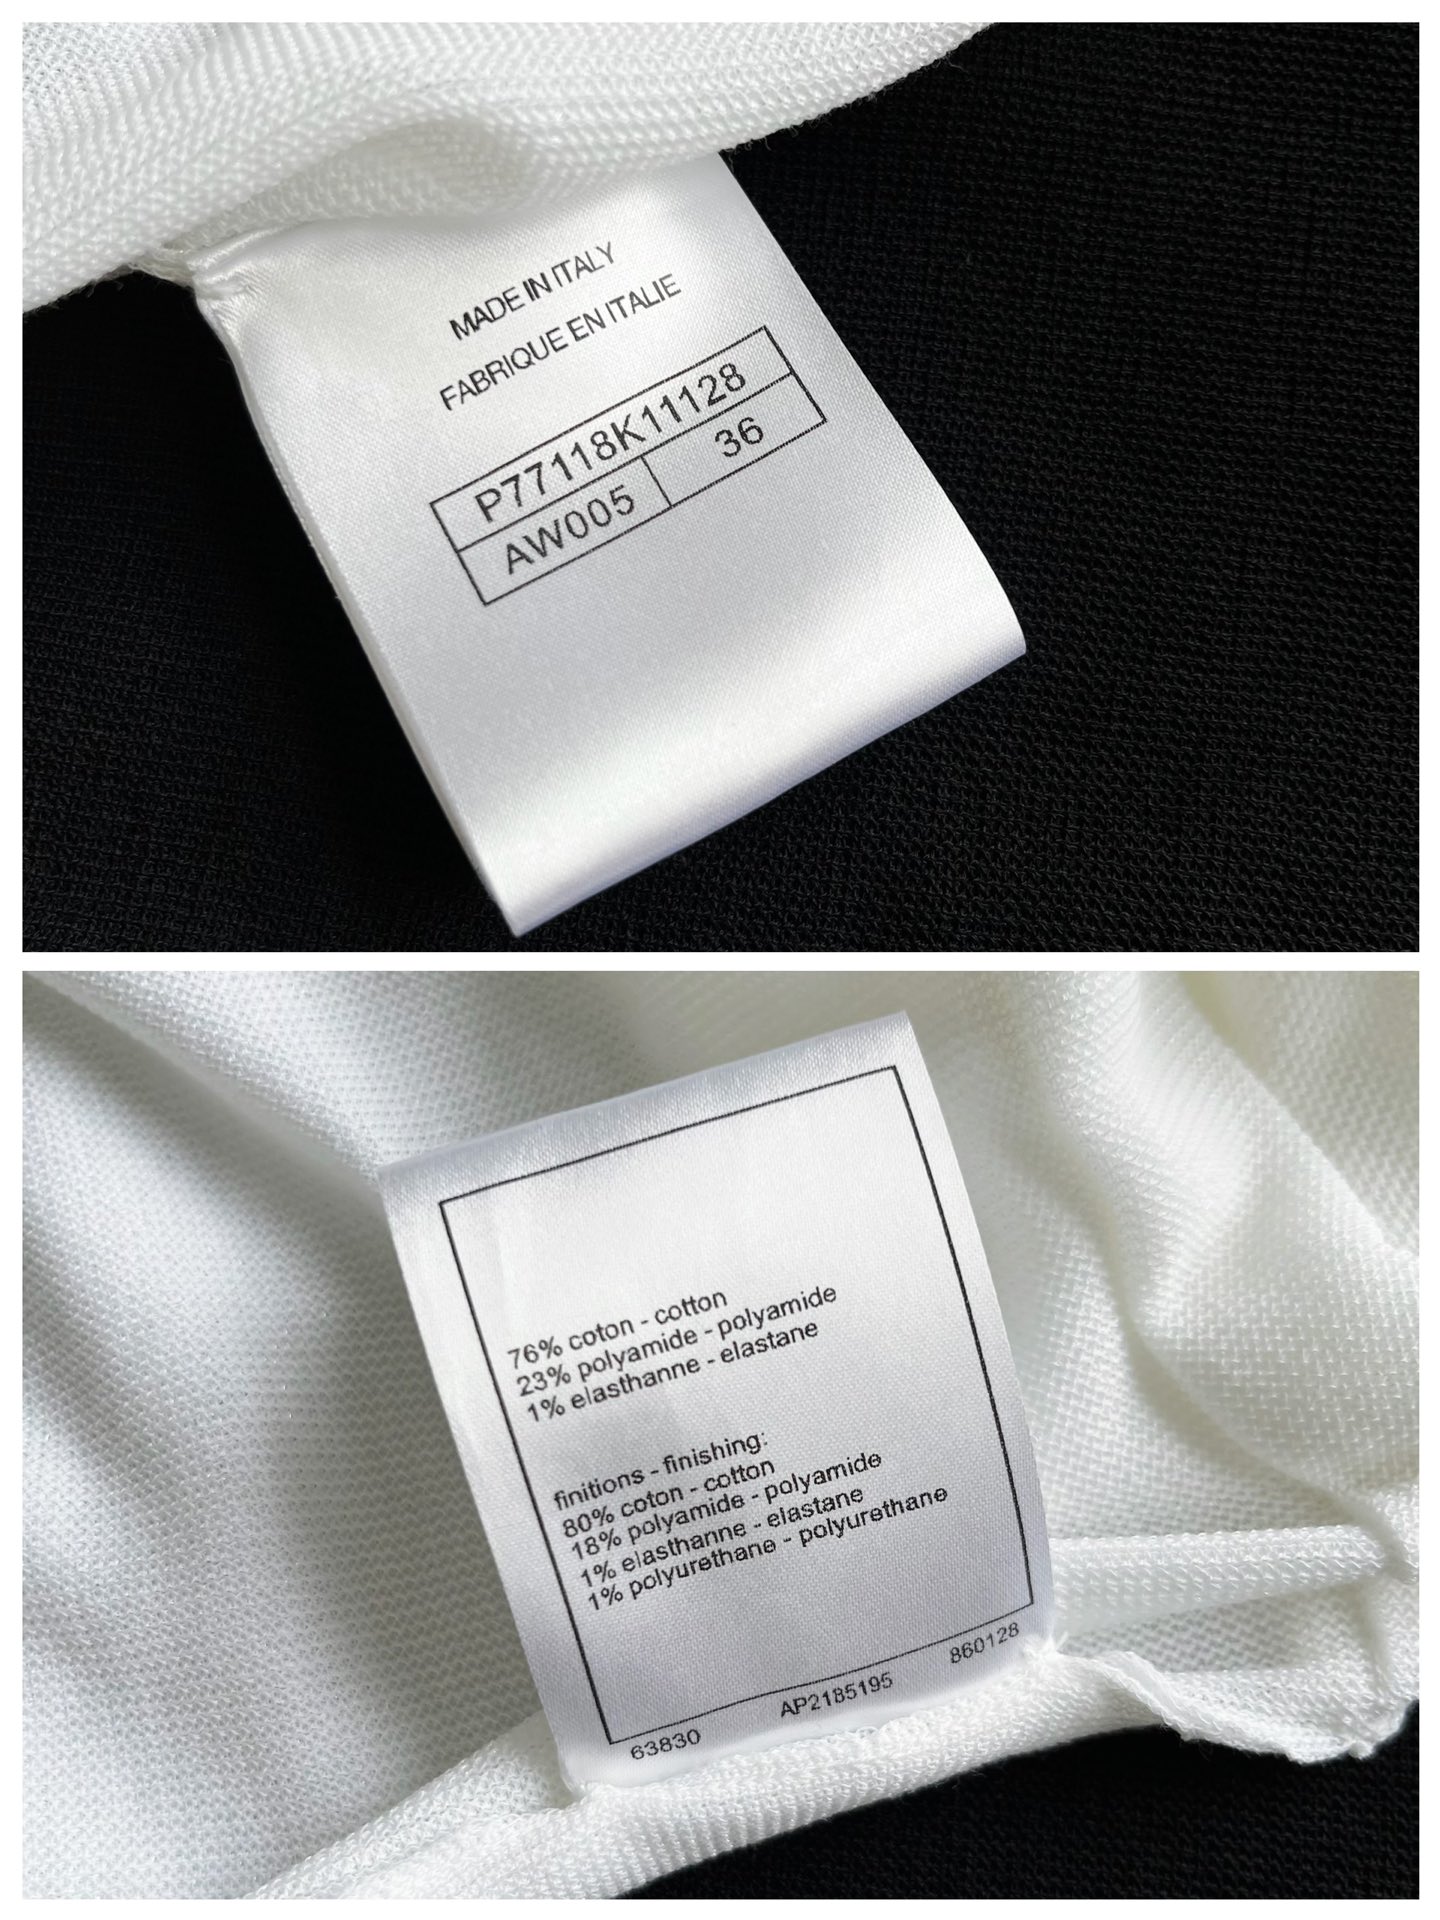 MADE IN ITALY
FABRIQUE EN ITALIE
P77118K11128
AW005 36
76% coton - cotton
23% polyamide - polyamide
1% elasthanne - elastane
finitions - finishing:
80% coton - cotton
18% polyamide - polyamide
1% elasthanne - elastane
1% polyurethane - polyurethane
63830 AP2185195 860128